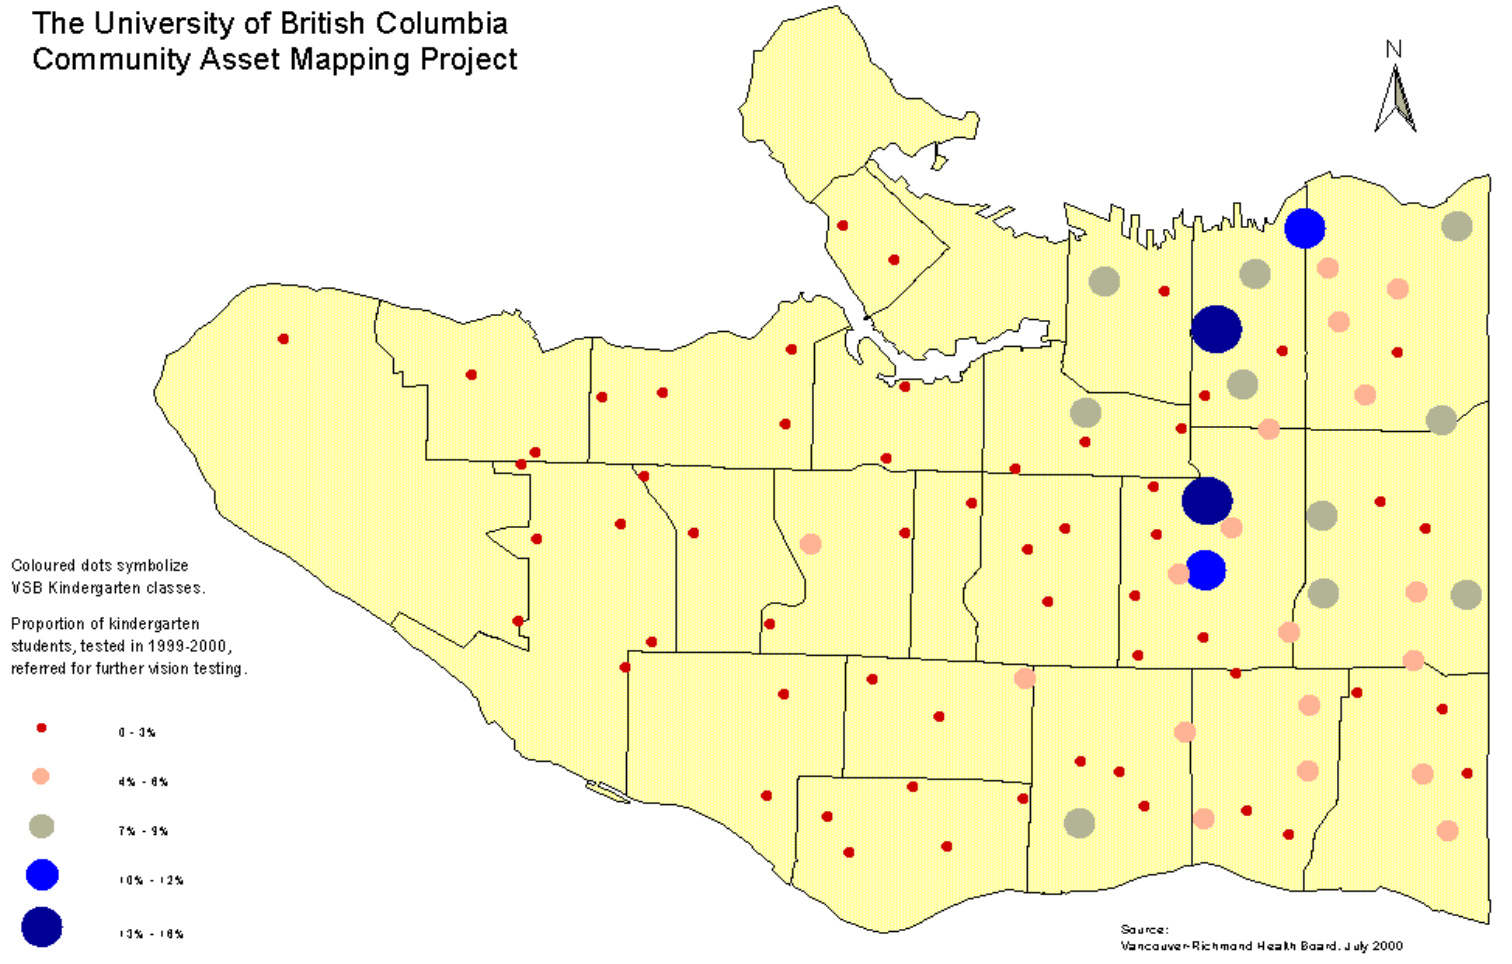 The University of British Columbia
Community Asset Mapping Project
N
Coloured dots symbolize
VSB Kindergarten classes.
Proportion of kindergarten
students, tested in 1999-2000,
referred for further vision testing.
0 - 3%
4% - 6%
7% - 9%
10% - 12%
13% - 16%
Source:
Vancouver-Richmond Health Board. July 2000